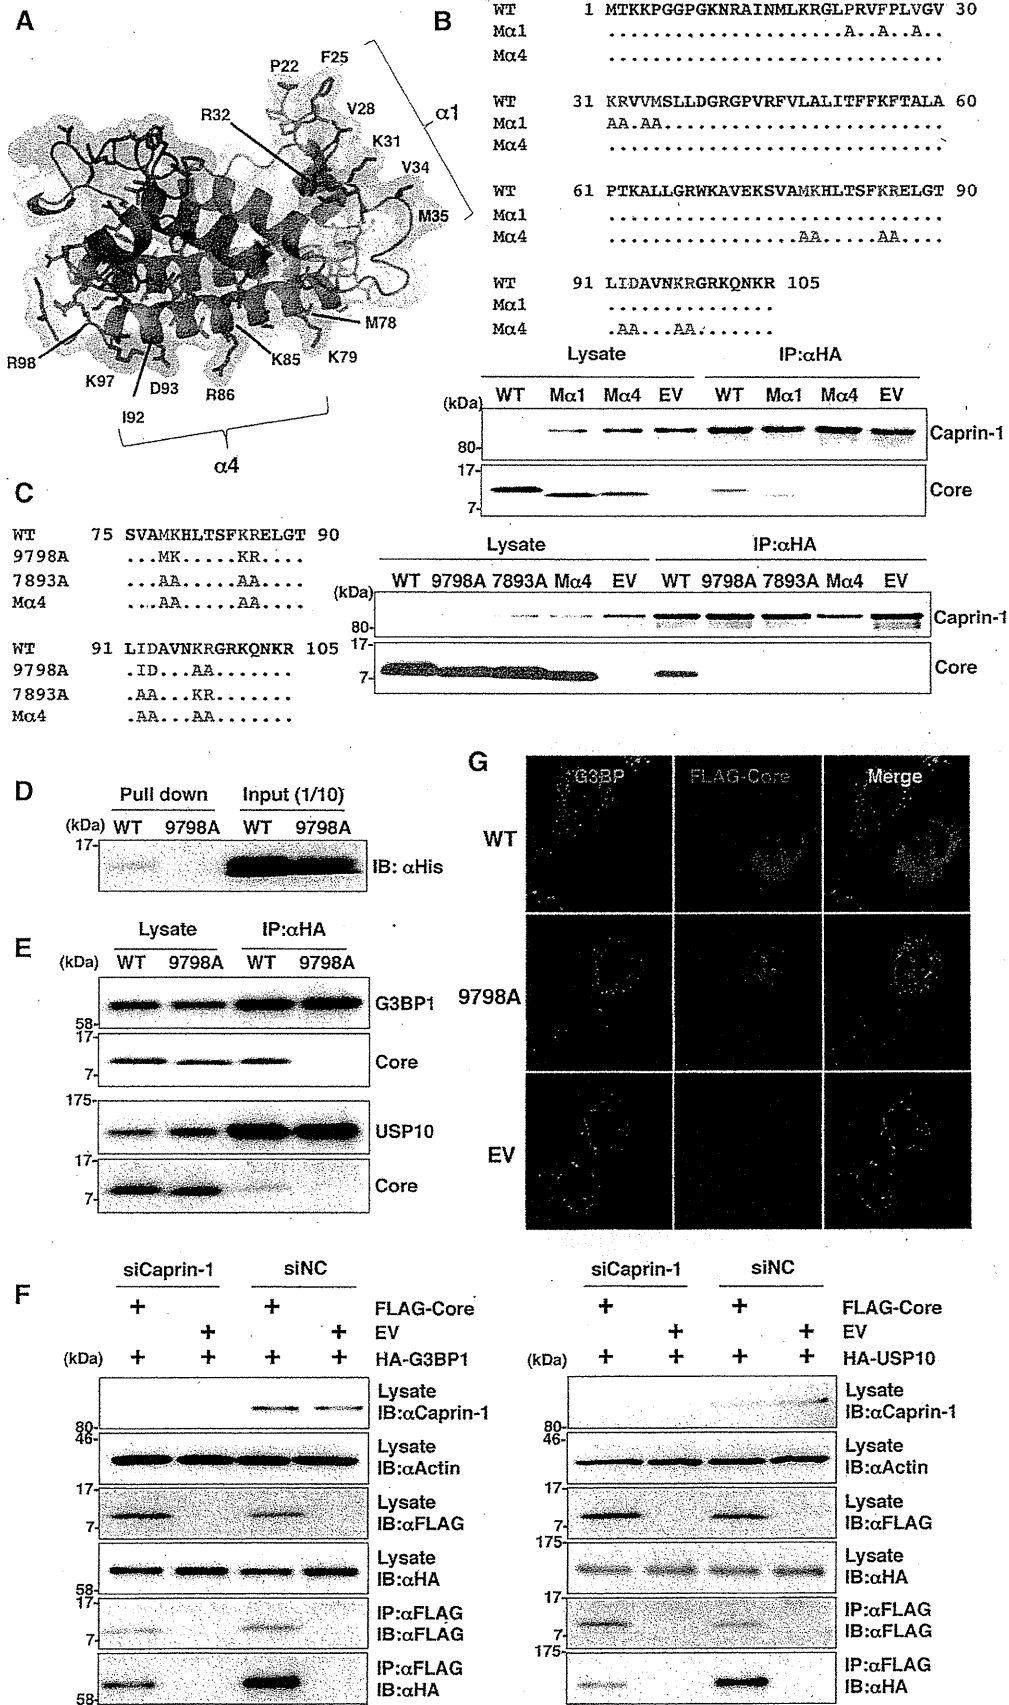 A
P22
F25
R32
V28
K31
V34
M35
α1
M78
K79
K85
R86
D93
I92
K97
R98
α4
B
WT 1 MTKKPGGPGKNRAINMLKRGLPRVFPLVGV 30
Mα1 .....................A..A..A..
Mα4 ..............................
WT 31 KRVVMSLLDGRGPVRFVLALITFFKFTALA 60
Mα1 AA.AA.........................
Mα4 ..............................
WT 61 PTKALLGRWKAVEKSVAMKHLTSFKRELGT 90
Mα1 ..............................
Mα4 .................AA.....AA....
WT 91 LIDAVNKRGRKQNKR 105
Mα1 ...............
Mα4 .AA...AA.......
Lysate IP:αHA
WT Mα1 Mα4 EV WT Mα1 Mα4 EV
(kDa)
80- Caprin-1
17-
7- Core
C
WT 75 SVAMKHLTSFKRELGT 90
9798A ...MK.....KR....
7893A ...AA.....AA....
Mα4 ...AA.....AA....
WT 91 LIDAVNKRGRKQNKR 105
9798A .ID...AA.......
7893A .AA...KR.......
Mα4 .AA...AA.......
Lysate IP:αHA
WT 9798A 7893A Mα4 EV WT 9798A 7893A Mα4 EV
(kDa)
80- Caprin-1
17-
7- Core
D
Pull down Input (1/10)
(kDa) WT 9798A WT 9798A
17-
IB: αHis
E
Lysate IP:αHA
(kDa) WT 9798A WT 9798A
G3BP1
58-
17-
Core
7-
175-
USP10
17-
Core
7-
G
G3BP FLAG-Core Merge
WT
9798A
EV
F
siCaprin-1 siNC
+ + FLAG-Core
+ + EV
(kDa) + + + + HA-G3BP1
Lysate
IB:αCaprin-1
80-
46-
Lysate
IB:αActin
17-
Lysate
IB:αFLAG
7-
Lysate
IB:αHA
58-
17-
IP:αFLAG
IB:αFLAG
7-
IP:αFLAG
IB:αHA
58-
siCaprin-1 siNC
+ + FLAG-Core
+ + EV
(kDa) + + + + HA-USP10
Lysate
IB:αCaprin-1
80-
46-
Lysate
IB:αActin
17-
Lysate
IB:αFLAG
7-
175-
Lysate
IB:αHA
17-
IP:αFLAG
IB:αFLAG
7-
175-
IP:αFLAG
IB:αHA